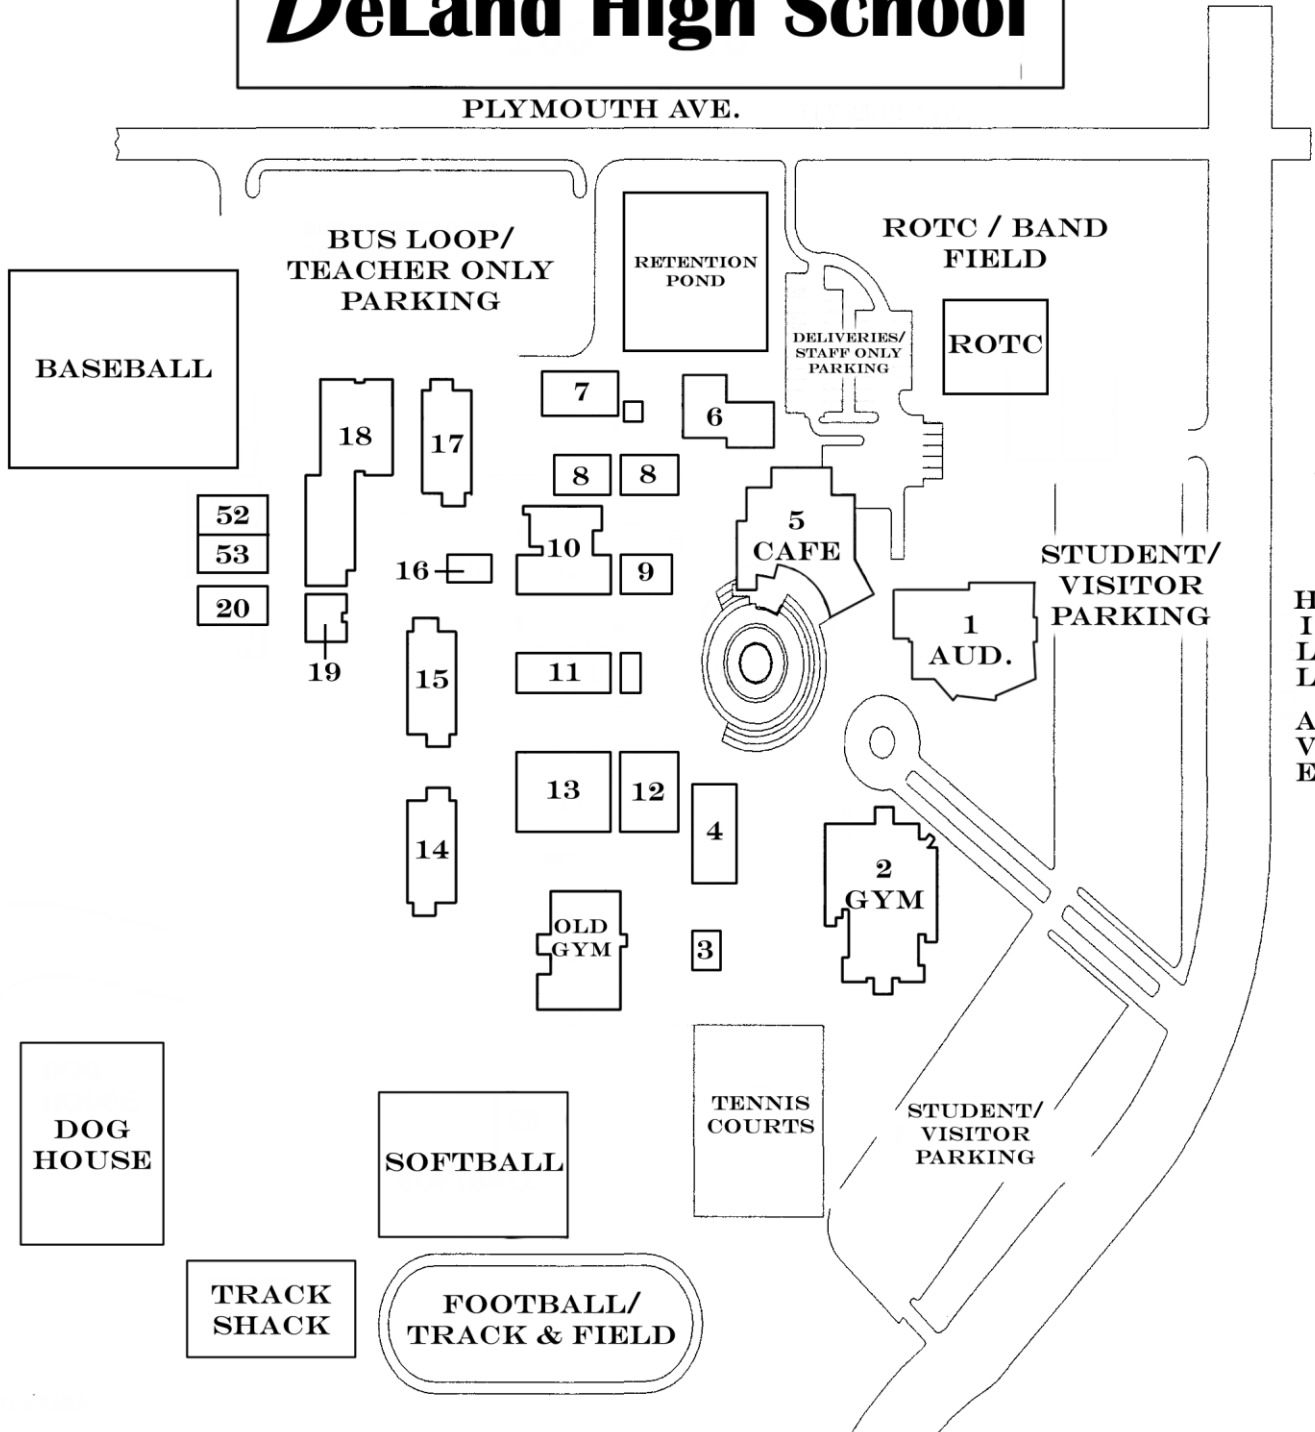 DeLand High School
PLYMOUTH AVE.
BUS LOOP/
TEACHER ONLY
PARKING
RETENTION
POND
ROTC / BAND
FIELD
DELIVERIES/
STAFF ONLY
PARKING
ROTC
BASEBALL
18
17
7
6
8
8
52
53
20
19
16
10
9
5
CAFE
1
AUD.
STUDENT/
VISITOR
PARKING
HILL AVE
15
11
13
12
14
4
2
GYM
OLD
GYM
3
DOG
HOUSE
SOFTBALL
TENNIS
COURTS
STUDENT/
VISITOR
PARKING
TRACK
SHACK
FOOTBALL/
TRACK & FIELD